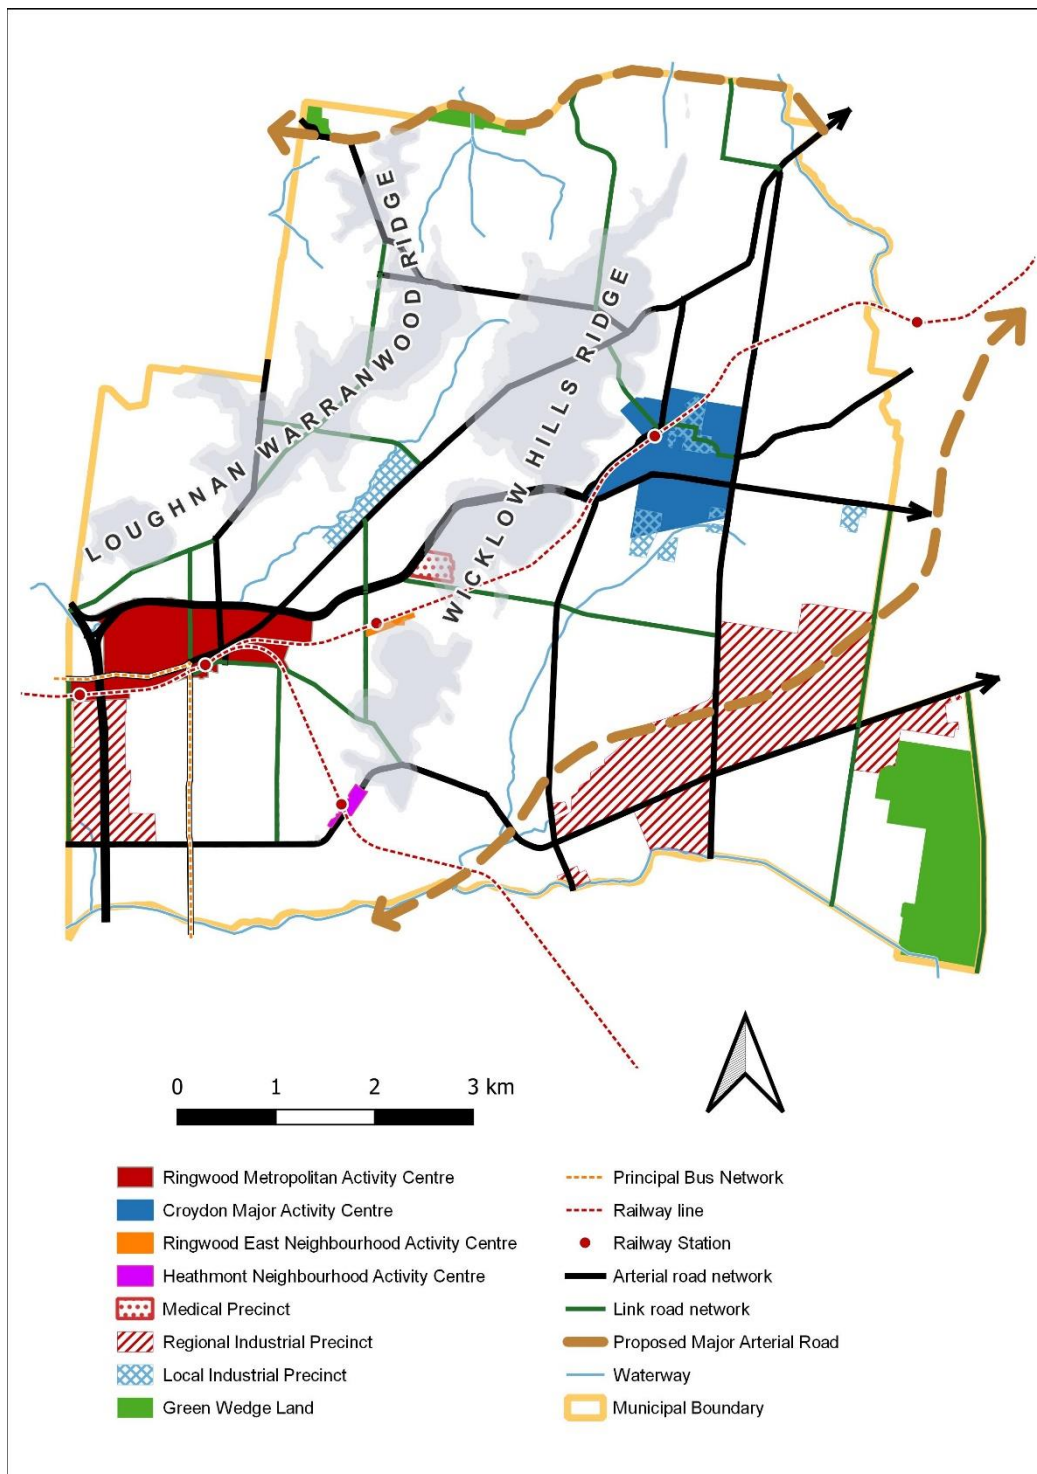 LOUGHNAN WARRANWOOD RIDGE
WICKLOW HILLS RIDGE
0 1 2 3 km
Ringwood Metropolitan Activity Centre
Croydon Major Activity Centre
Ringwood East Neighbourhood Activity Centre
Heathmont Neighbourhood Activity Centre
Medical Precinct
Regional Industrial Precinct
Local Industrial Precinct
Green Wedge Land
Principal Bus Network
Railway line
Railway Station
Arterial road network
Link road network
Proposed Major Arterial Road
Waterway
Municipal Boundary